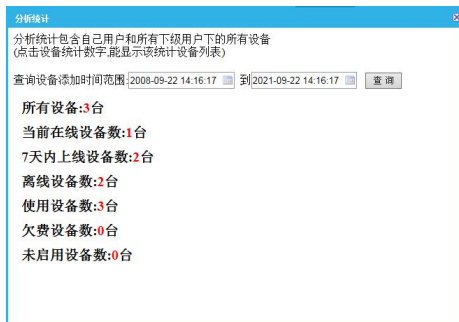 分析统计
分析统计包含自己用户和所有下级用户下的所有设备
(点击设备统计数字,能显示该统计设备列表)
查询设备添加时间范围:2008-09-22 14:16:17 到2021-09-22 14:16:17 查 询
所有设备:3台
当前在线设备数:1台
7天内上线设备数:2台
离线设备数:2台
使用设备数:3台
欠费设备数:0台
未启用设备数:0台